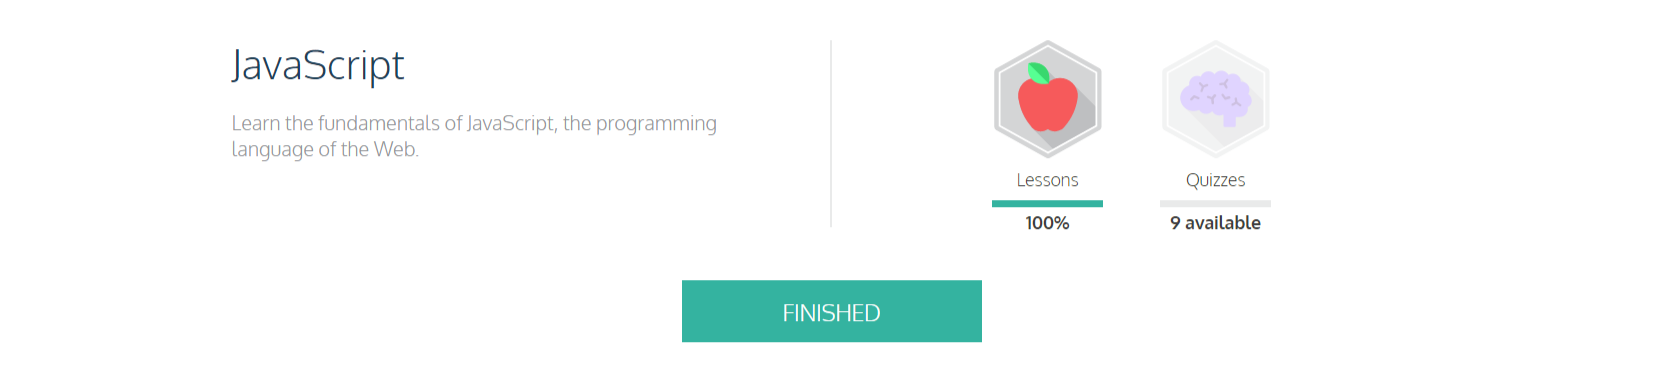 JavaScript
Learn the fundamentals of JavaScript, the programming
language of the Web.
Lessons
100%
Quizzes
9 available
FINISHED